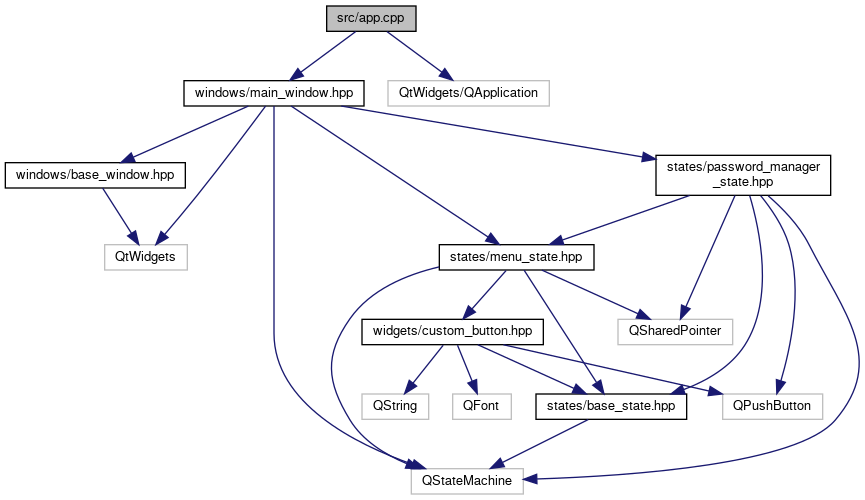 src/app.cpp
windows/main_window.hpp
QtWidgets/QApplication
windows/base_window.hpp
states/password_manager
_state.hpp
QtWidgets
states/menu_state.hpp
widgets/custom_button.hpp
QSharedPointer
QString
QFont
states/base_state.hpp
QPushButton
QStateMachine